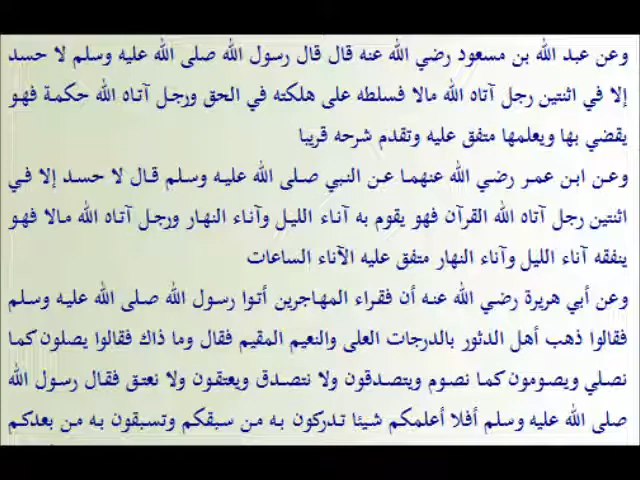 وعن عبد الله بن مسعود رضي الله عنه قال قال رسول الله صلى الله عليه وسلم لا حسد
إلا في اثنتين رجل آتاه الله مالا فسلطه على هلكته في الحق ورجل آتاه الله حكمة فهو
يقضي بها ويعلمها متفق عليه وتقدم شرحه قريبا
وعن ابن عمر رضي الله عنهما عن النبي صلى الله عليه وسلم قال لا حسد إلا في
اثنتين رجل آتاه الله القرآن فهو يقوم به آناء الليل وآناء النهار ورجل آتاه الله مالا فهو
ينفقه آناء الليل وآناء النهار متفق عليه الآناء الساعات
وعن أبي هريرة رضي الله عنه أن فقراء المهاجرين أتوا رسول الله صلى الله عليه وسلم
فقالوا ذهب أهل الدثور بالدرجات العلى والنعيم المقيم فقال وما ذاك فقالوا يصلون كما
نصلي ويصومون كما نصوم ويتصدقون ولا نتصدق ويعتقون ولا نعتق فقال رسول الله
صلى الله عليه وسلم أفلا أعلمكم شيئا تدركون به من سبقكم وتسبقون به من بعدكم